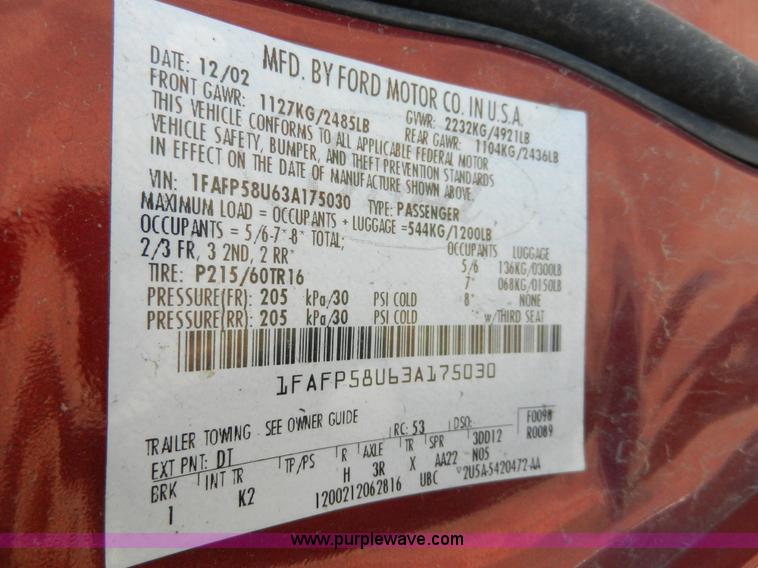 MFD. BY FORD MOTOR CO. IN U.S.A.
DATE: 12/02 GVWR: 2232KG/4921LB
FRONT GAWR: 1127KG/2485LB REAR GAWR: 1104KG/2436LB
THIS VEHICLE CONFORMS TO ALL APPLICABLE FEDERAL MOTOR
VEHICLE SAFETY, BUMPER, AND THEFT PREVENTION STANDARDS
IN EFFECT ON THE DATE OF MANUFACTURE SHOWN ABOVE.
VIN: 1FAFP58U63A175030 TYPE: PASSENGER
MAXIMUM LOAD = OCCUPANTS + LUGGAGE =544KG/1200LB
OCCUPANTS = 5/6-7*-8* TOTAL; OCCUPANTS LUGGAGE
2/3 FR, 3 2ND, 2 RR* 5/6 136KG/0300LB
TIRE: P215/60TR16 7* 068KG/0150LB
PRESSURE(FR): 205 kPa/30 PSI COLD 8* NONE
PRESSURE(RR): 205 kPa/30 PSI COLD *w/THIRD SEAT
1FAFP58U63A175030
TRAILER TOWING SEE OWNER GUIDE F0098
EXT PNT: DT RC: 53 DSO: R0089
BRK INT TR TP/PS R AXLE TR SPR 3DD12
1 K2 H 3R X AA22 N05
1200212062816 UBC *2U5A-5420472-AA
www.purplewave.com